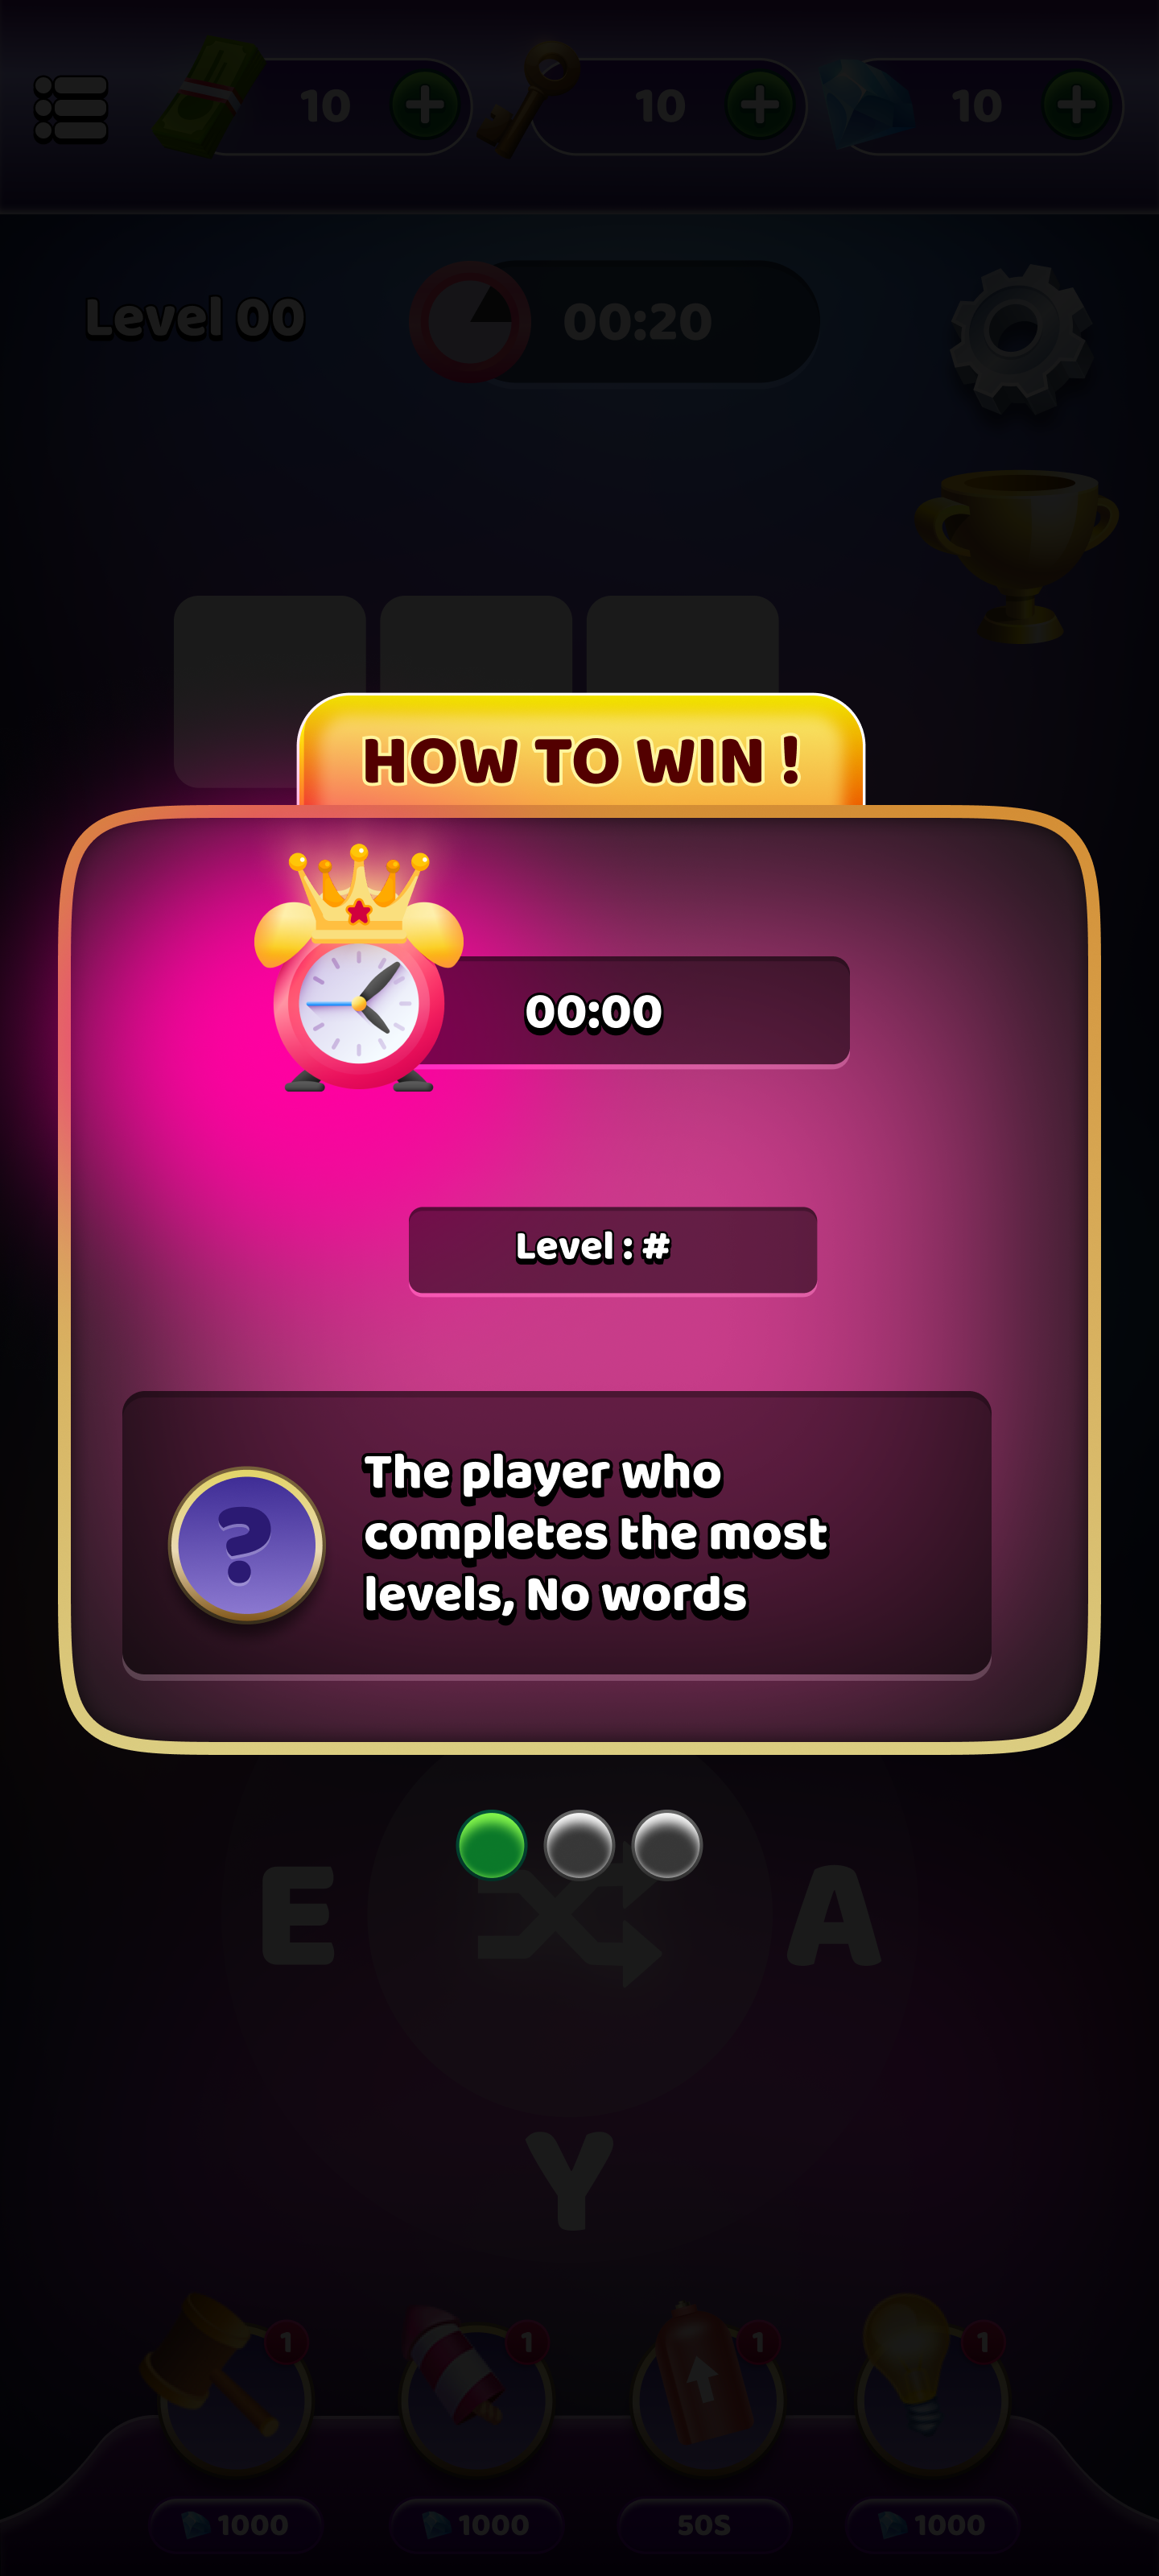 10 10 10
Level 00 00:20
HOW TO WIN !
00:00
Level : #
?
The player who
completes the most
levels, No words
E A
Y
1 1 1 1
1000 1000 50S 1000